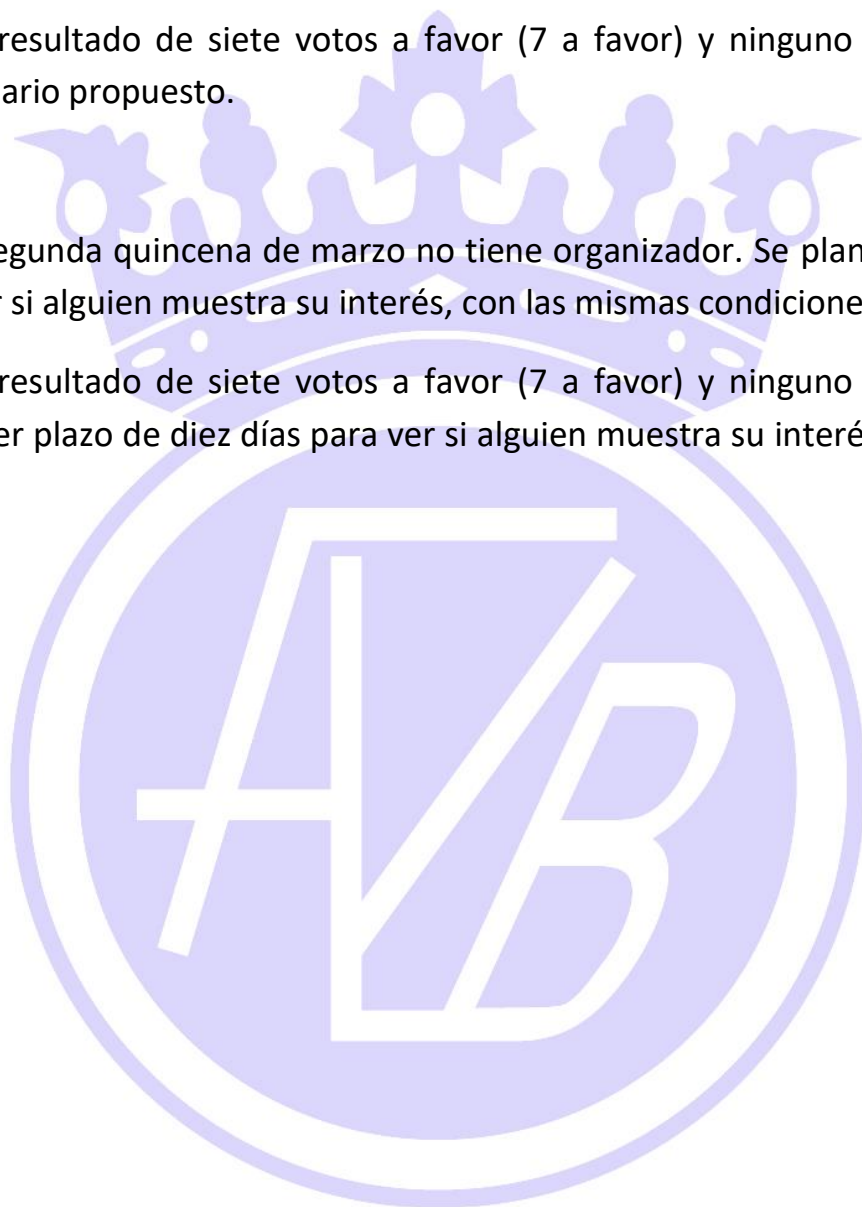 resultado de siete votos a favor (7 a favor) y ninguno
ario propuesto.
egunda quincena de marzo no tiene organizador. Se plan
r si alguien muestra su interés, con las mismas condicione
resultado de siete votos a favor (7 a favor) y ninguno
er plazo de diez días para ver si alguien muestra su interé
AVB